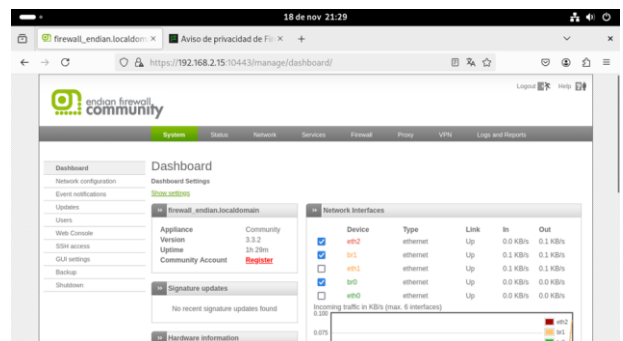 18 de nov 21:29
firewall_endian.localdom ×
Aviso de privacidad de Fir ×
https://192.168.2.15:10443/manage/dashboard/
Logout Help
endian firewall
community
System Status Network Services Firewall Proxy VPN Logs and Reports
Dashboard
Network configuration
Event notifications
Updates
Users
Web Console
SSH access
GUI settings
Backup
Shutdown
Dashboard
Dashboard Settings
Show settings
firewall_endian.localdomain
Appliance Community
Version 3.3.2
Uptime 1h 29m
Community Account Register
Signature updates
No recent signature updates found
Hardware information
Network Interfaces
Device Type Link In Out
eth2 ethernet Up 0.0 KB/s 0.1 KB/s
br1 ethernet Up 0.1 KB/s 0.1 KB/s
eth1 ethernet Up 0.1 KB/s 0.1 KB/s
br0 ethernet Up 0.0 KB/s 0.0 KB/s
eth0 ethernet Up 0.0 KB/s 0.0 KB/s
Incoming traffic in KB/s (max. 6 interfaces)
0.100
eth2
0.075
br1